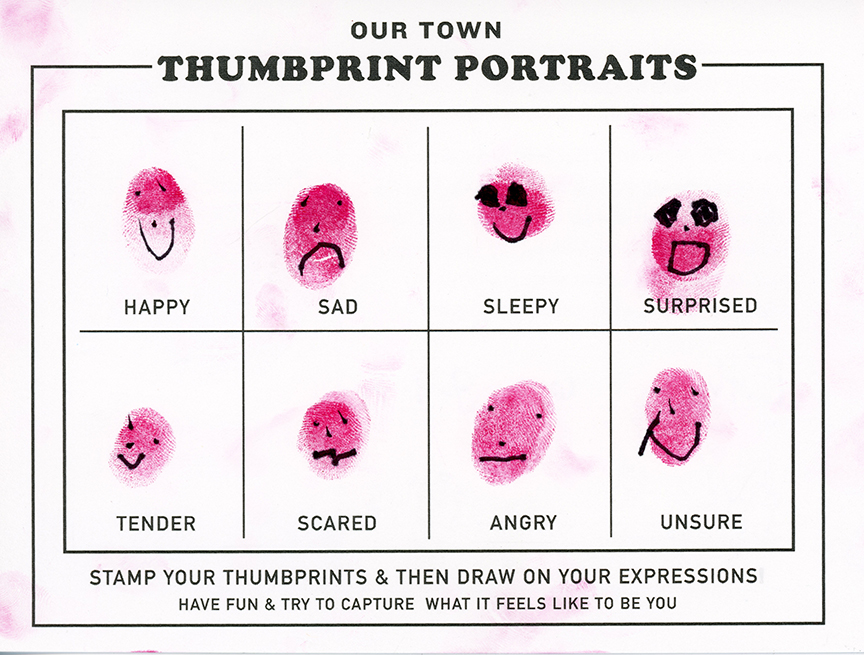 OUR TOWN
THUMBPRINT PORTRAITS
HAPPY SAD SLEEPY SURPRISED
TENDER SCARED ANGRY UNSURE
STAMP YOUR THUMBPRINTS & THEN DRAW ON YOUR EXPRESSIONS
HAVE FUN & TRY TO CAPTURE WHAT IT FEELS LIKE TO BE YOU